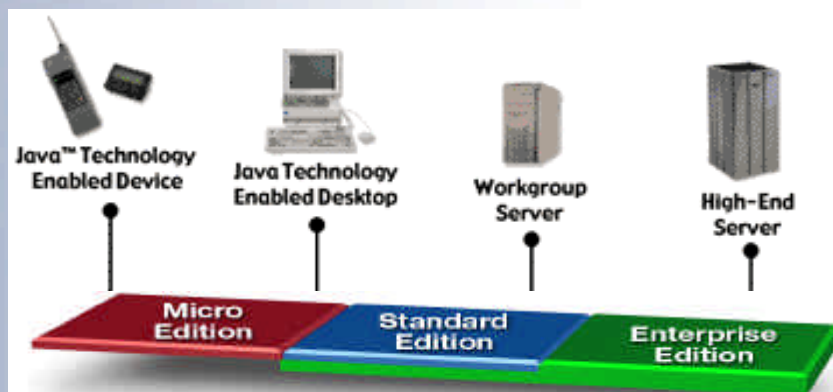 Java™ Technology
Enabled Device
Java Technology
Enabled Desktop
Workgroup
Server
High-End
Server
Micro
Edition
Standard
Edition
Enterprise
Edition